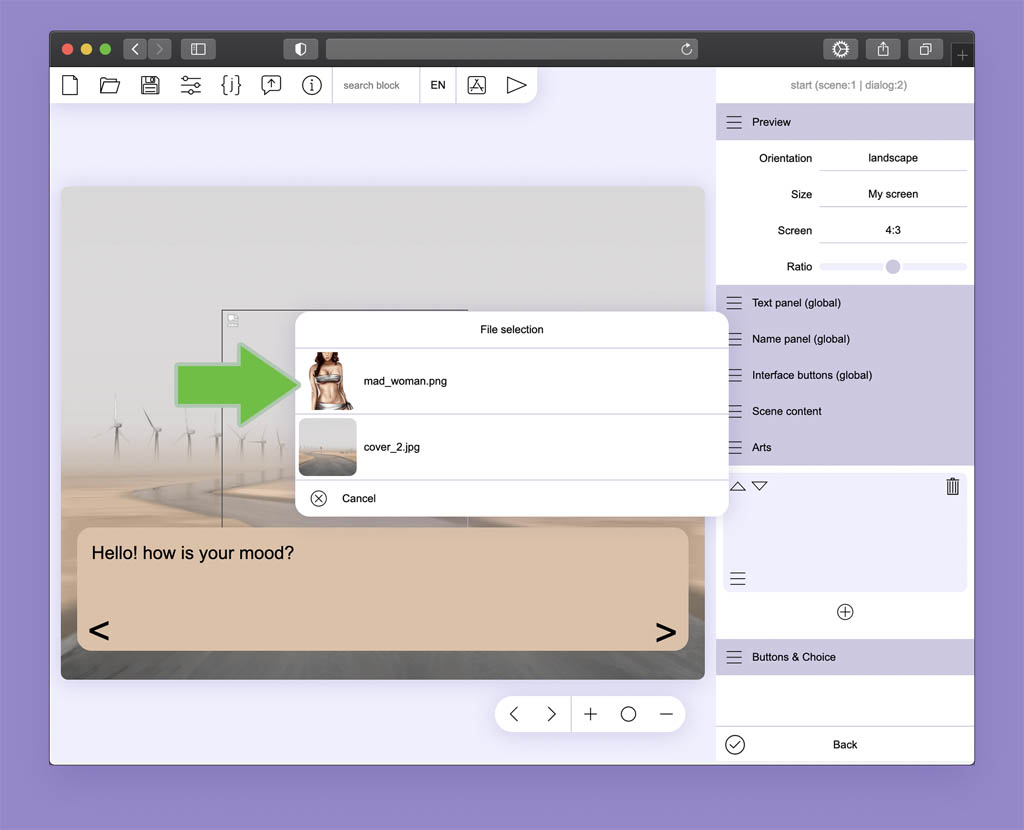 search block
EN
start (scene:1 | dialog:2)
Preview
Orientation landscape
Size My screen
Screen 4:3
Ratio
Text panel (global)
Name panel (global)
Interface buttons (global)
Scene content
Arts
File selection
mad_woman.png
cover_2.jpg
Cancel
Hello! how is your mood?
< >
Buttons & Choice
Back